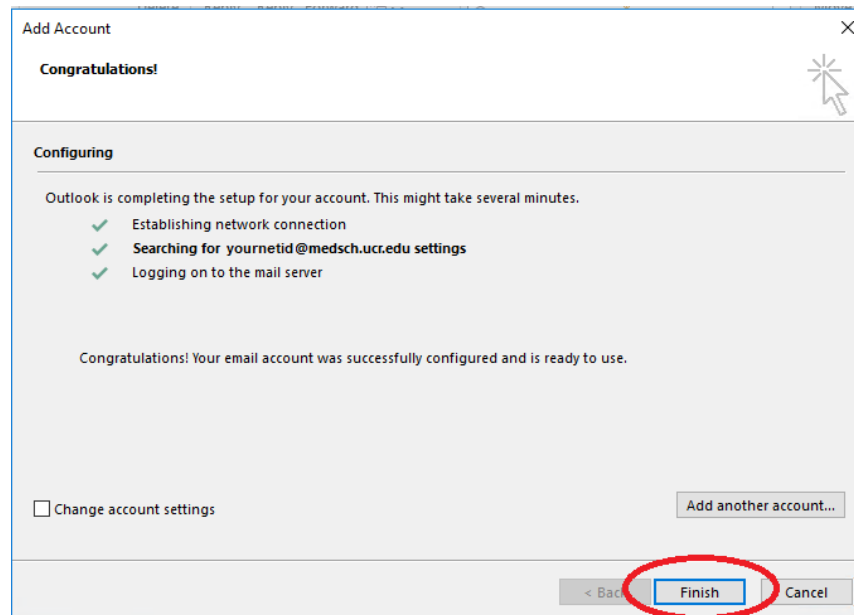 Add Account
Congratulations!
Configuring
Outlook is completing the setup for your account. This might take several minutes.
Establishing network connection
Searching for yournetid@medsch.ucr.edu settings
Logging on to the mail server
Congratulations! Your email account was successfully configured and is ready to use.
Change account settings
Add another account...
< Back Finish Cancel